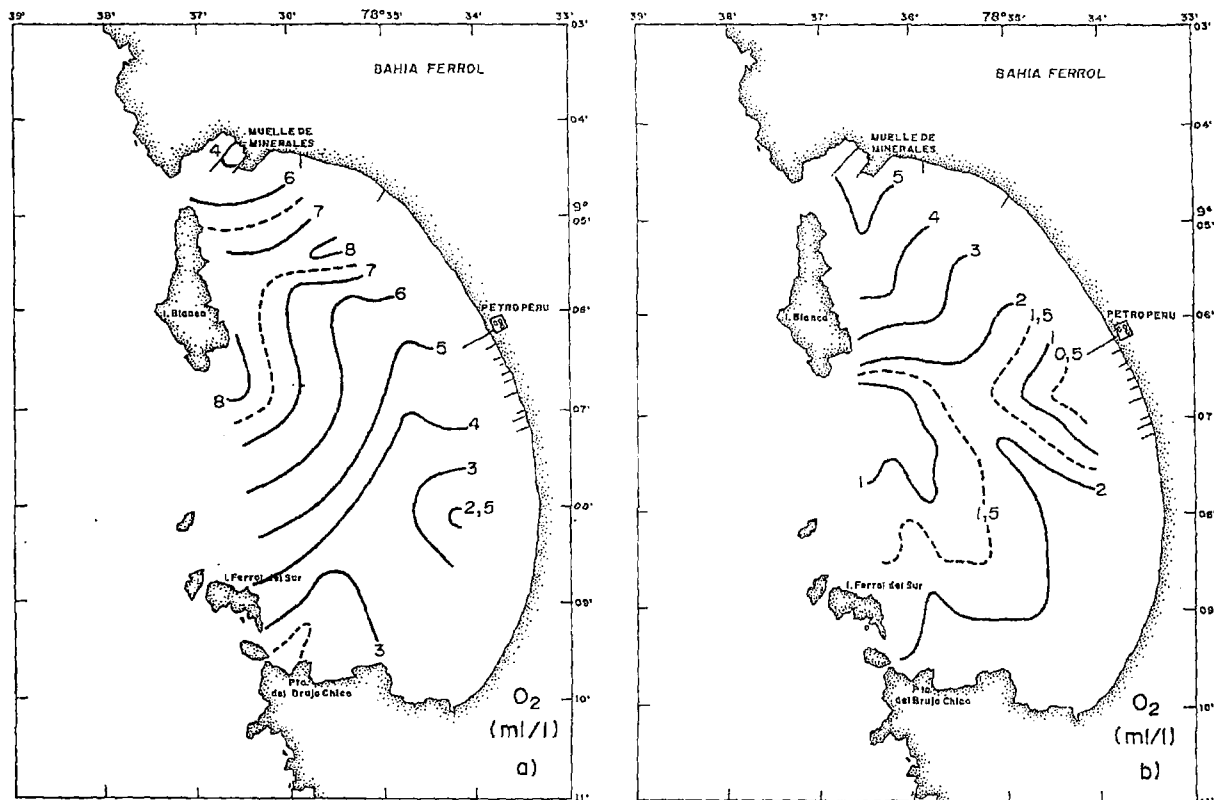 39 37' 36' 78°35' 34' 33'
03'
BAHIA FERROL
04'
MUELLE DE
MINERALES
4
6
7
9°
05'
8
7
6
I. Blanca
PETROPERU
06'
5
8
07'
4
3
2,5
08'
I. Ferrol del Sur
09'
3
Pta.
del Brujo Chico
10'
O₂
(ml/l)
a)
11'
39 37' 36' 78°35' 34' 33'
03'
BAHIA FERROL
04'
MUELLE DE
MINERALES
5
9°
05'
4
3
2
1,5
1
0,5
I. Blanca
PETROPERU
06'
07'
1
2
1,5
08'
I. Ferrol del Sur
09'
Pta.
del Brujo Chico
10'
O₂
(ml/l)
b)
11'